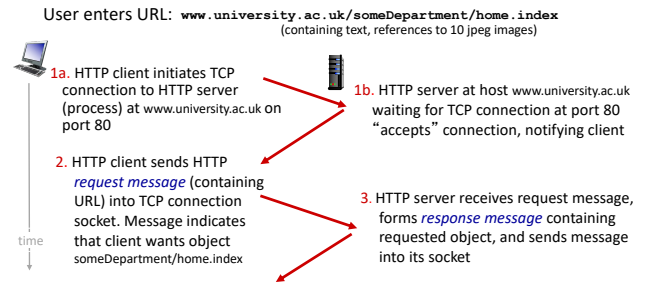 User enters URL: www.university.ac.uk/someDepartment/home.index
(containing text, references to 10 jpeg images)
1a. HTTP client initiates TCP
connection to HTTP server
(process) at www.university.ac.uk on
port 80
1b. HTTP server at host www.university.ac.uk
waiting for TCP connection at port 80
“accepts” connection, notifying client
2. HTTP client sends HTTP
request message (containing
URL) into TCP connection
socket. Message indicates
that client wants object
someDepartment/home.index
3. HTTP server receives request message,
forms response message containing
requested object, and sends message
into its socket
time